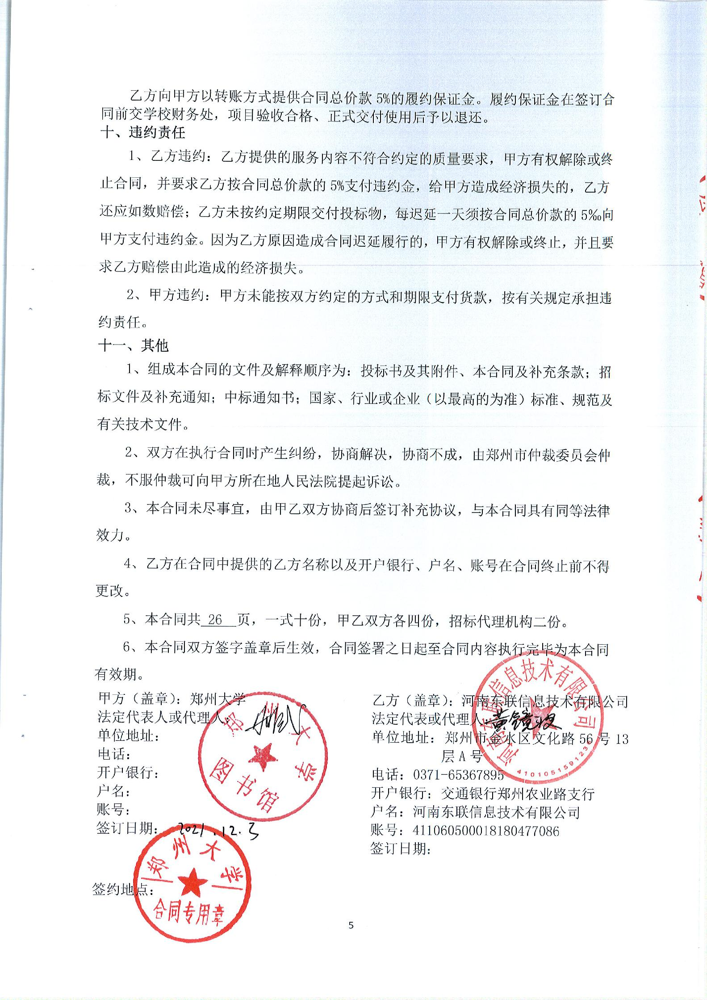 乙方向甲方以转账方式提供合同总价款 5%的履约保证金。履约保证金在签订合
同前交学校财务处，项目验收合格、正式交付使用后予以退还。
十、违约责任
1、乙方违约：乙方提供的服务内容不符合约定的质量要求，甲方有权解除或终
止合同，并要求乙方按合同总价款的 5%支付违约金，给甲方造成经济损失的，乙方
还应如数赔偿；乙方未按约定期限交付投标物，每迟延一天须按合同总价款的 5‰向
甲方支付违约金。因为乙方原因造成合同迟延履行的，甲方有权解除或终止，并且要
求乙方赔偿由此造成的经济损失。
2、甲方违约：甲方未能按双方约定的方式和期限支付货款，按有关规定承担违
约责任。
十一、其他
1、组成本合同的文件及解释顺序为：投标书及其附件、本合同及补充条款；招
标文件及补充通知；中标通知书；国家、行业或企业（以最高的为准）标准、规范及
有关技术文件。
2、双方在执行合同时产生纠纷，协商解决，协商不成，由郑州市仲裁委员会仲
裁，不服仲裁可向甲方所在地人民法院提起诉讼。
3、本合同未尽事宜，由甲乙双方协商后签订补充协议，与本合同具有同等法律
效力。
4、乙方在合同中提供的乙方名称以及开户银行、户名、账号在合同终止前不得
更改。
5、本合同共 26 页，一式十份，甲乙双方各四份，招标代理机构二份。
6、本合同双方签字盖章后生效，合同签署之日起至合同内容执行完毕为本合同
有效期。
甲方（盖章）：郑州大学
法定代表人或代理人：
单位地址：
电话：
开户银行：
户名：
账号：
签订日期： 2021.12.3
郑州大学
图书馆
乙方（盖章）：河南东联信息技术有限公司
法定代表或代理人：黄镜波
单位地址：郑州市金水区文化路 56 号 13
层 A 号
电话：0371-65367895
开户银行：交通银行郑州农业路支行
户名：河南东联信息技术有限公司
账号：411060500018180477086
签订日期：
河南东联信息技术有限公司
4101051591236
签约地点：
郑州大学
合同专用章
5